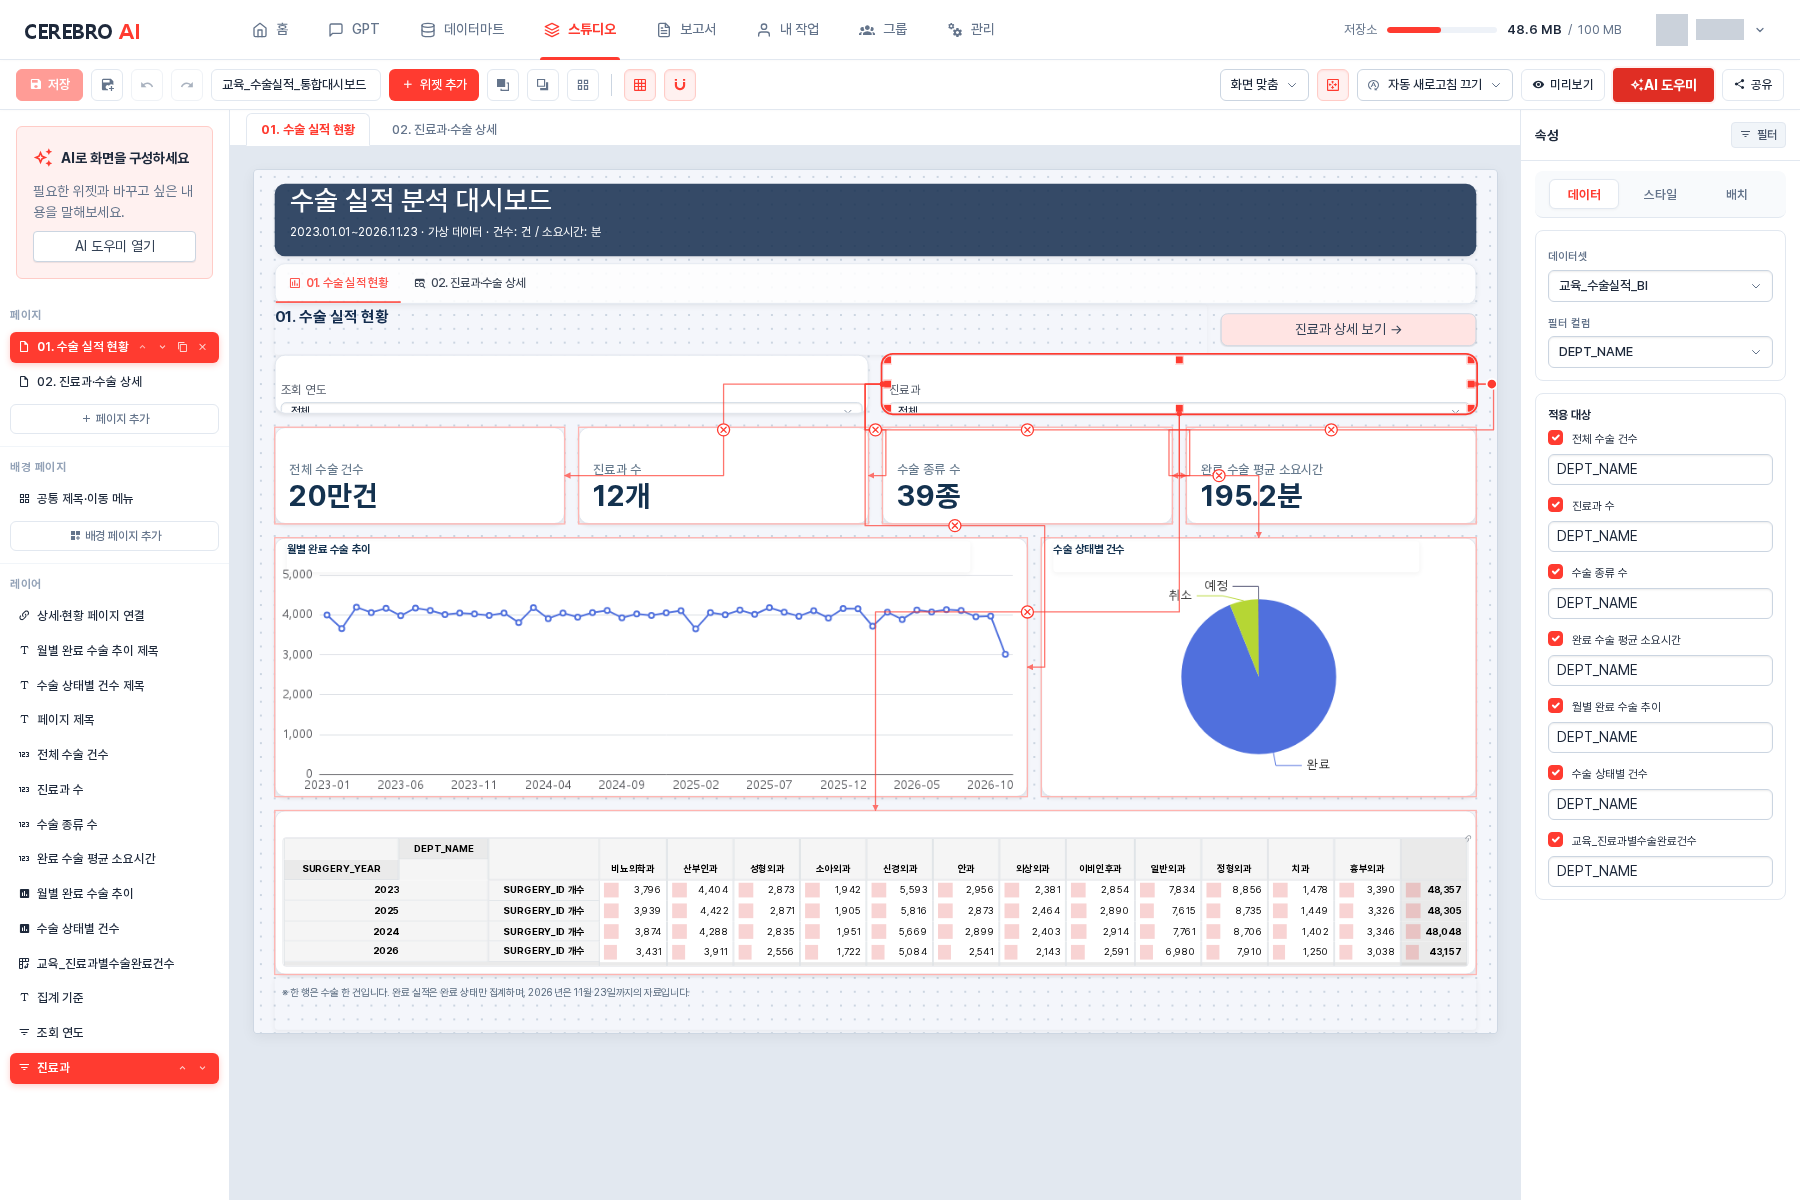 CEREBRO AI
홈
GPT
데이터마트
스튜디오
보고서
내 작업
그룹
관리
저장소
48.6 MB / 100 MB
저장
교육_수술실적_통합대시보드
+ 위젯 추가
화면 맞춤
자동 새로고침 끄기
미리보기
AI 도우미
공유
AI로 화면을 구성하세요
필요한 위젯과 바꾸고 싶은 내
용을 말해보세요.
AI 도우미 열기
페이지
01. 수술 실적 현황
02. 진료과·수술 상세
+ 페이지 추가
배경 페이지
공통 제목·이동 메뉴
배경 페이지 추가
레이어
상세·현황 페이지 연결
월별 완료 수술 추이 제목
수술 상태별 건수 제목
페이지 제목
전체 수술 건수
진료과 수
수술 종류 수
완료 수술 평균 소요시간
월별 완료 수술 추이
수술 상태별 건수
교육_진료과별수술완료건수
집계 기준
조회 연도
진료과
01. 수술 실적 현황
02. 진료과·수술 상세
수술 실적 분석 대시보드
2023.01.01~2026.11.23 · 가상 데이터 · 건수: 건 / 소요시간: 분
01. 수술 실적 현황
02. 진료과·수술 상세
01. 수술 실적 현황
진료과 상세 보기 →
조회 연도
전체
진료과
전체
전체 수술 건수
20만건
진료과 수
12개
수술 종류 수
39종
완료 수술 평균 소요시간
195.2분
월별 완료 수술 추이
5,000
4,000
3,000
2,000
1,000
0
2023-01 2023-06 2023-11 2024-04 2024-09 2025-02 2025-07 2025-12 2026-05 2026-10
수술 상태별 건수
예정
취소
완료
DEPT_NAME
SURGERY_YEAR 비뇨의학과 산부인과 성형외과 소아외과 신경외과 안과 외상외과 이비인후과 일반외과 정형외과 치과 흉부외과
2023 SURGERY_ID 개수 3,796 4,404 2,873 1,942 5,593 2,956 2,381 2,854 7,834 8,856 1,478 3,390 48,357
2025 SURGERY_ID 개수 3,939 4,422 2,871 1,905 5,816 2,873 2,464 2,890 7,615 8,735 1,449 3,326 48,305
2024 SURGERY_ID 개수 3,874 4,288 2,835 1,951 5,669 2,899 2,403 2,914 7,761 8,706 1,402 3,346 48,048
2026 SURGERY_ID 개수 3,431 3,911 2,556 1,722 5,084 2,541 2,143 2,591 6,980 7,910 1,250 3,038 43,157
※ 한 행은 수술 한 건입니다. 완료 실적은 완료 상태만 집계하며, 2026년은 11월 23일까지의 자료입니다.
속성
필터
데이터
스타일
배치
데이터셋
교육_수술실적_BI
필터 컬럼
DEPT_NAME
적용 대상
전체 수술 건수
DEPT_NAME
진료과 수
DEPT_NAME
수술 종류 수
DEPT_NAME
완료 수술 평균 소요시간
DEPT_NAME
월별 완료 수술 추이
DEPT_NAME
수술 상태별 건수
DEPT_NAME
교육_진료과별수술완료건수
DEPT_NAME